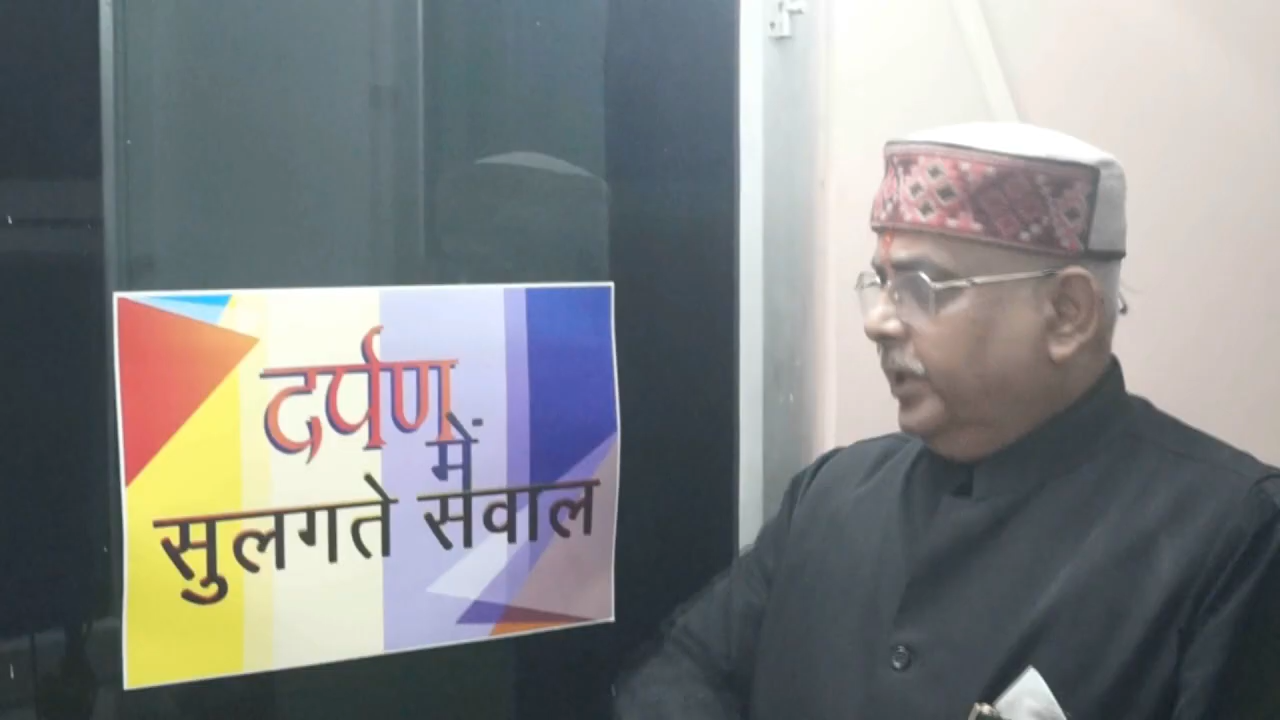 दर्पण
में
सुलगते सवाल